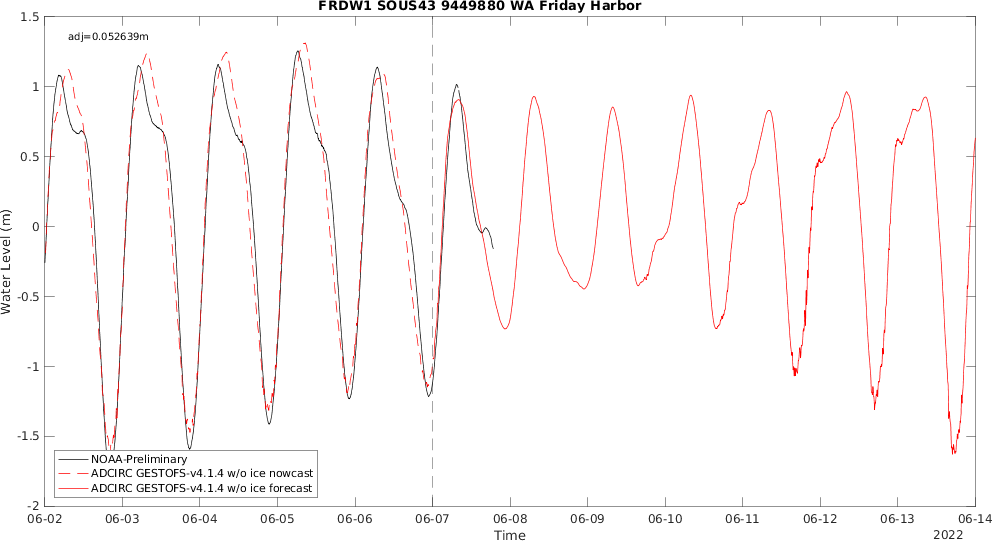 FRDW1 SOUS43 9449880 WA Friday Harbor
adj=0.052639m
1.5
1
0.5
0
-0.5
-1
-1.5
-2
Water Level (m)
NOAA-Preliminary
ADCIRC GESTOFS-v4.1.4 w/o ice nowcast
ADCIRC GESTOFS-v4.1.4 w/o ice forecast
06-02 06-03 06-04 06-05 06-06 06-07 06-08 06-09 06-10 06-11 06-12 06-13 06-14
Time
2022